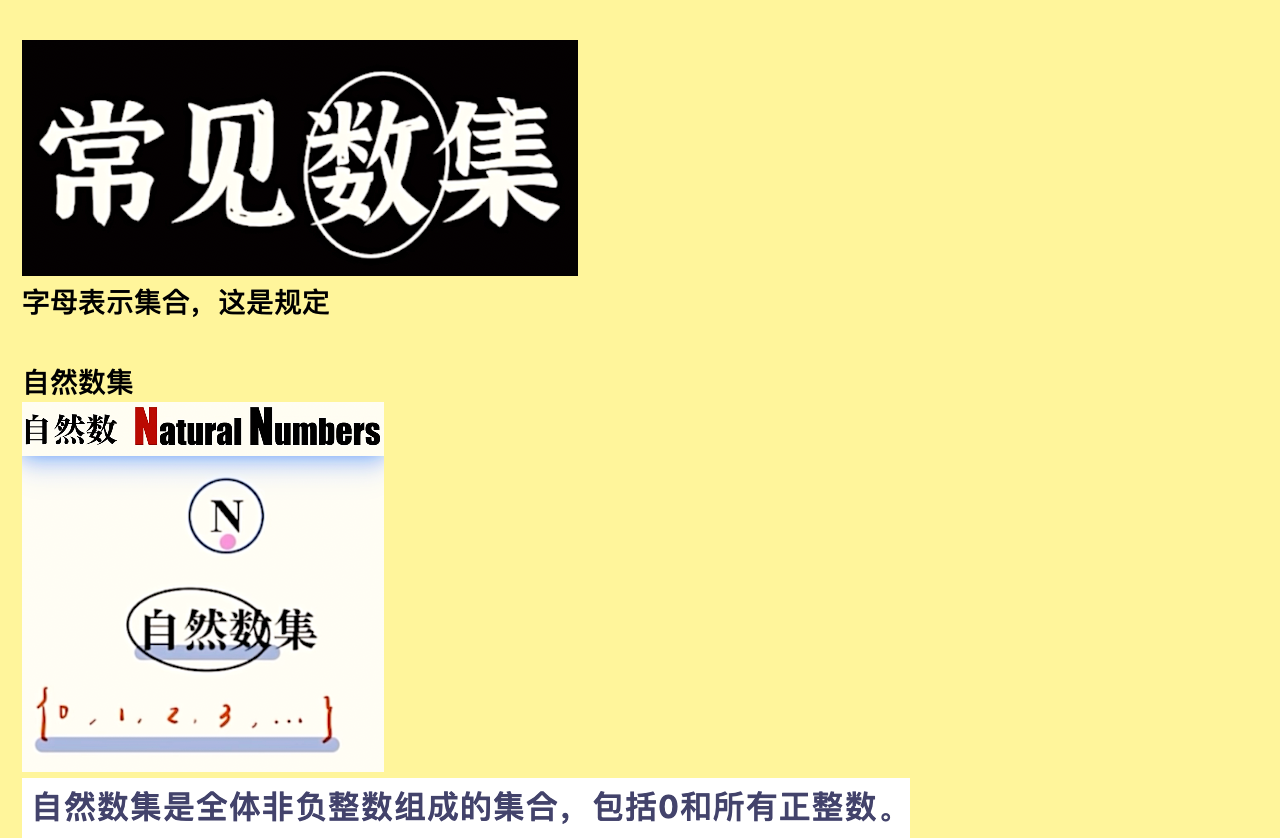 常见数集
字母表示集合，这是规定
自然数集
自然数 Natural Numbers
N
自然数集
{0,1,2,3,...}
自然数集是全体非负整数组成的集合，包括0和所有正整数。